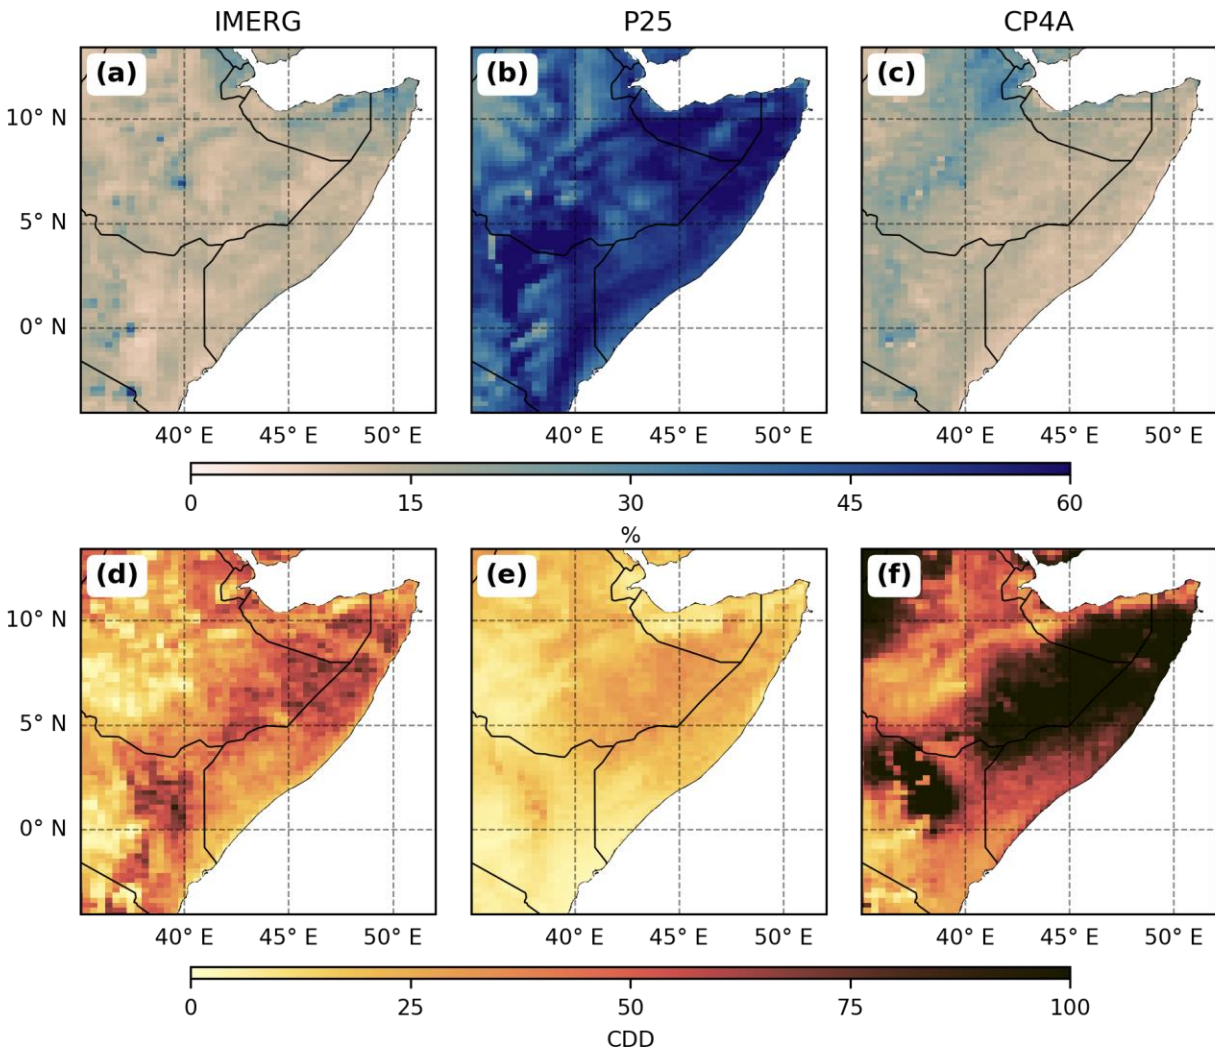 IMERG P25 CP4A
(a) (b) (c)
10° N
5° N
0° N
40° E 45° E 50° E 40° E 45° E 50° E 40° E 45° E 50° E
0 15 30 45 60
%
(d) (e) (f)
10° N
5° N
0° N
40° E 45° E 50° E 40° E 45° E 50° E 40° E 45° E 50° E
0 25 50 75 100
CDD